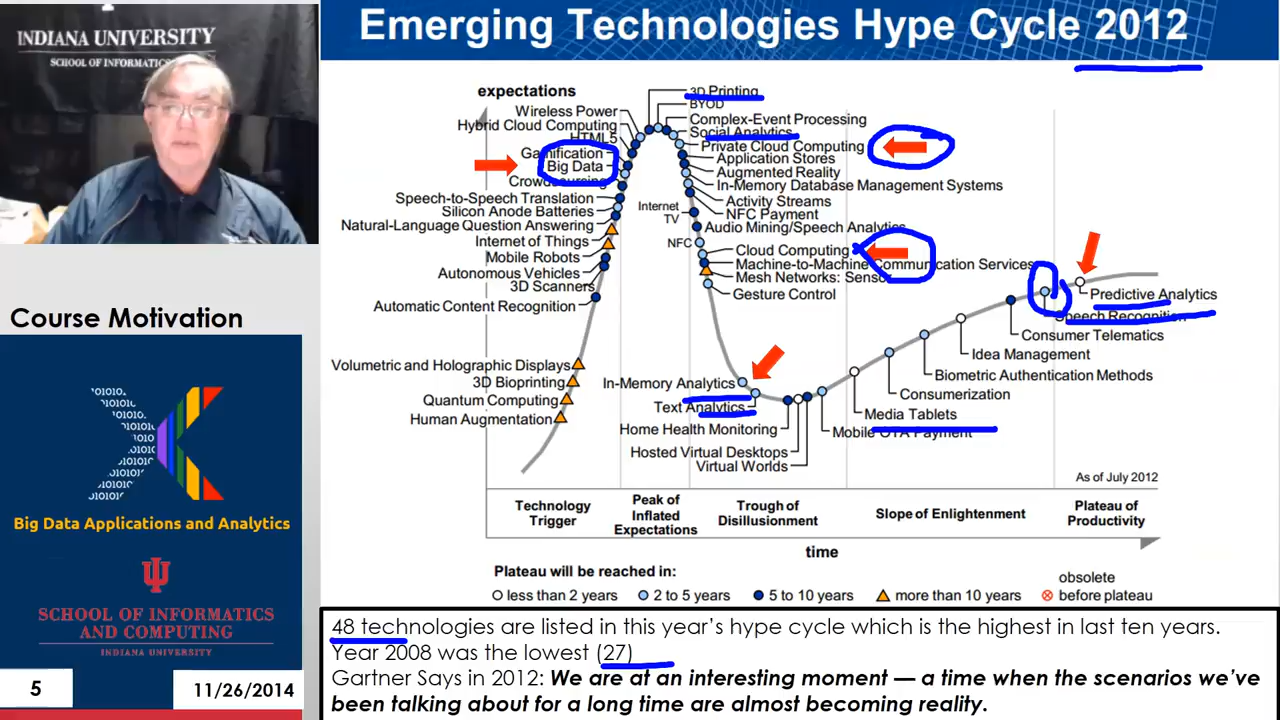 Emerging Technologies Hype Cycle 2012
INDIANA UNIVERSITY
SCHOOL OF INFORMATICS
expectations
3D Printing
BYOD
Wireless Power
Complex-Event Processing
Hybrid Cloud Computing
Social Analytics
HTML5
Private Cloud Computing
Gamification
Application Stores
Big Data
Augmented Reality
Crowdsourcing
In-Memory Database Management Systems
Speech-to-Speech Translation
Activity Streams
Silicon Anode Batteries
Internet
TV
NFC Payment
Natural-Language Question Answering
Audio Mining/Speech Analytics
Internet of Things
NFC
Cloud Computing
Mobile Robots
Machine-to-Machine Communication Services
Autonomous Vehicles
Mesh Networks: Sensor
3D Scanners
Gesture Control
Automatic Content Recognition
Predictive Analytics
Speech Recognition
Consumer Telematics
Idea Management
Volumetric and Holographic Displays
Biometric Authentication Methods
3D Bioprinting
In-Memory Analytics
Consumerization
Quantum Computing
Text Analytics
Media Tablets
Human Augmentation
Home Health Monitoring
Mobile OTA Payment
Hosted Virtual Desktops
Virtual Worlds
As of July 2012
Technology
Trigger
Peak of
Inflated
Expectations
Trough of
Disillusionment
Slope of Enlightenment
Plateau of
Productivity
time
Plateau will be reached in:
less than 2 years
2 to 5 years
5 to 10 years
more than 10 years
obsolete
before plateau
Course Motivation
Big Data Applications and Analytics
SCHOOL OF INFORMATICS
AND COMPUTING
INDIANA UNIVERSITY
5
11/26/2014
48 technologies are listed in this year's hype cycle which is the highest in last ten years.
Year 2008 was the lowest (27)
Gartner Says in 2012: We are at an interesting moment — a time when the scenarios we've
been talking about for a long time are almost becoming reality.